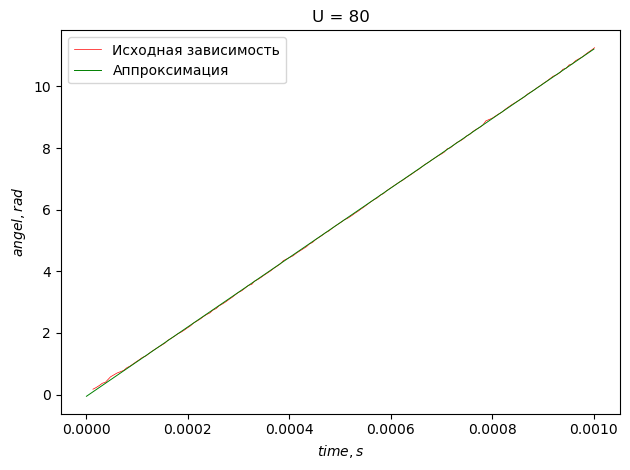 U = 80
Исходная зависимость
Аппроксимация
10
8
6
4
2
0
angel, rad
0.0000
0.0002
0.0004
0.0006
0.0008
0.0010
time, s